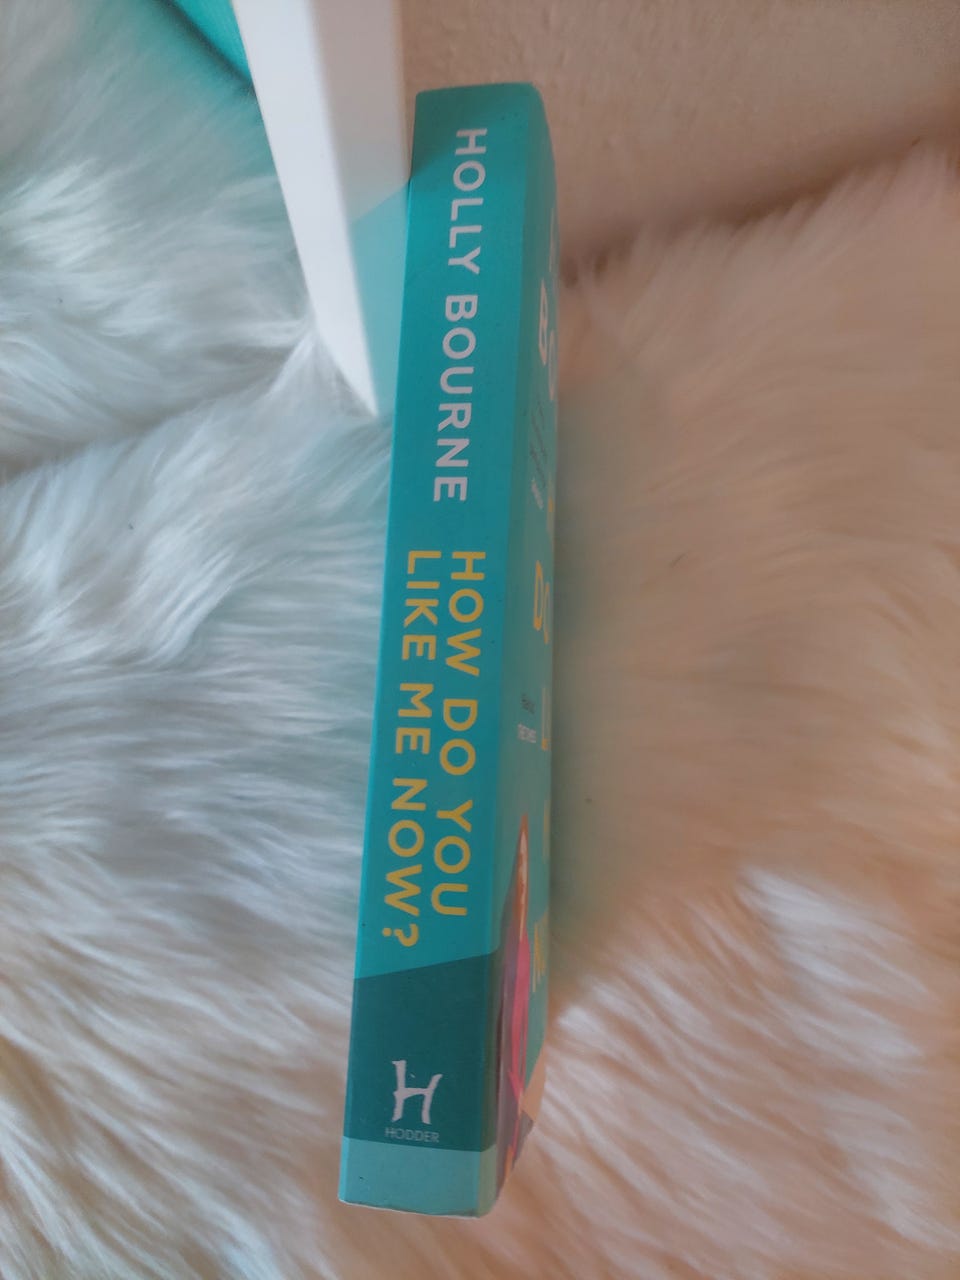 HOLLY BOURNE
HOW DO YOU
LIKE ME NOW?
H
HODDER